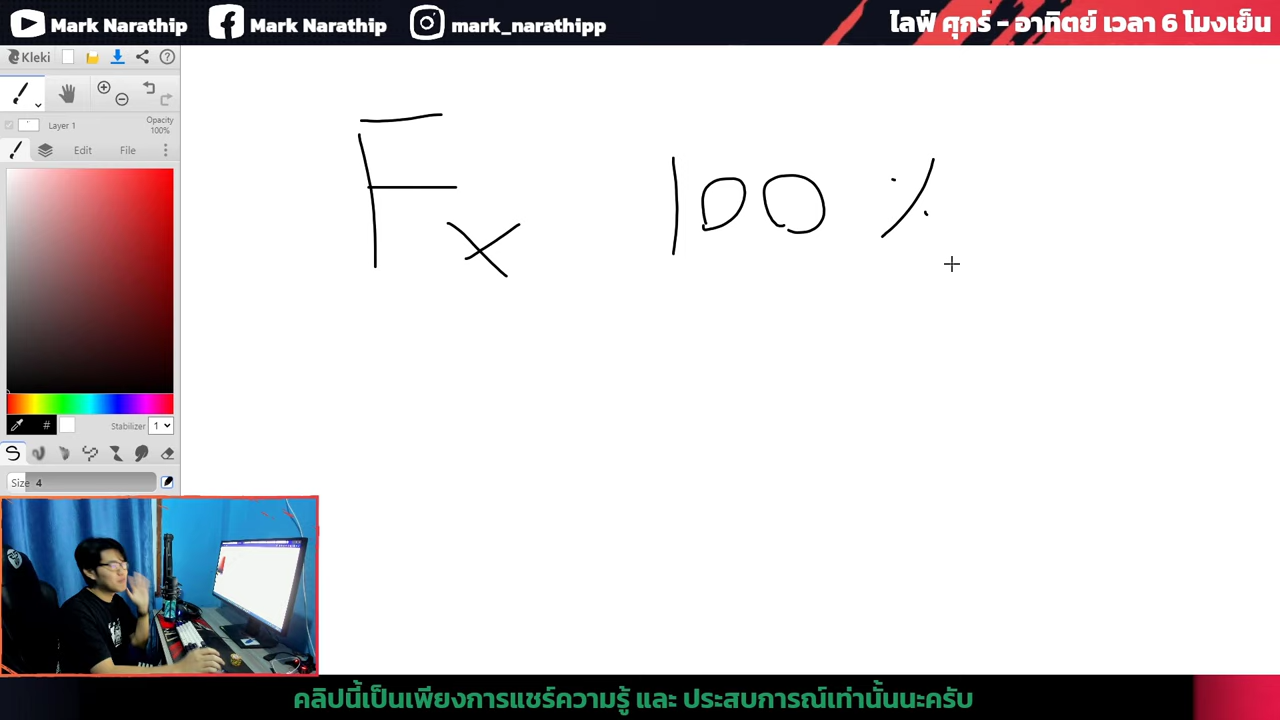 Mark Narathip Mark Narathip mark_narathipp ไลฟ์ ศุกร์ - อาทิตย์ เวลา 6 โมงเย็น
Kleki
Layer 1 Opacity 100%
Edit File
Fx 100 %
# Stabilizer 1
Size 4
คลิปนี้เป็นเพียงการแชร์ความรู้ และ ประสบการณ์เท่านั้นนะครับ